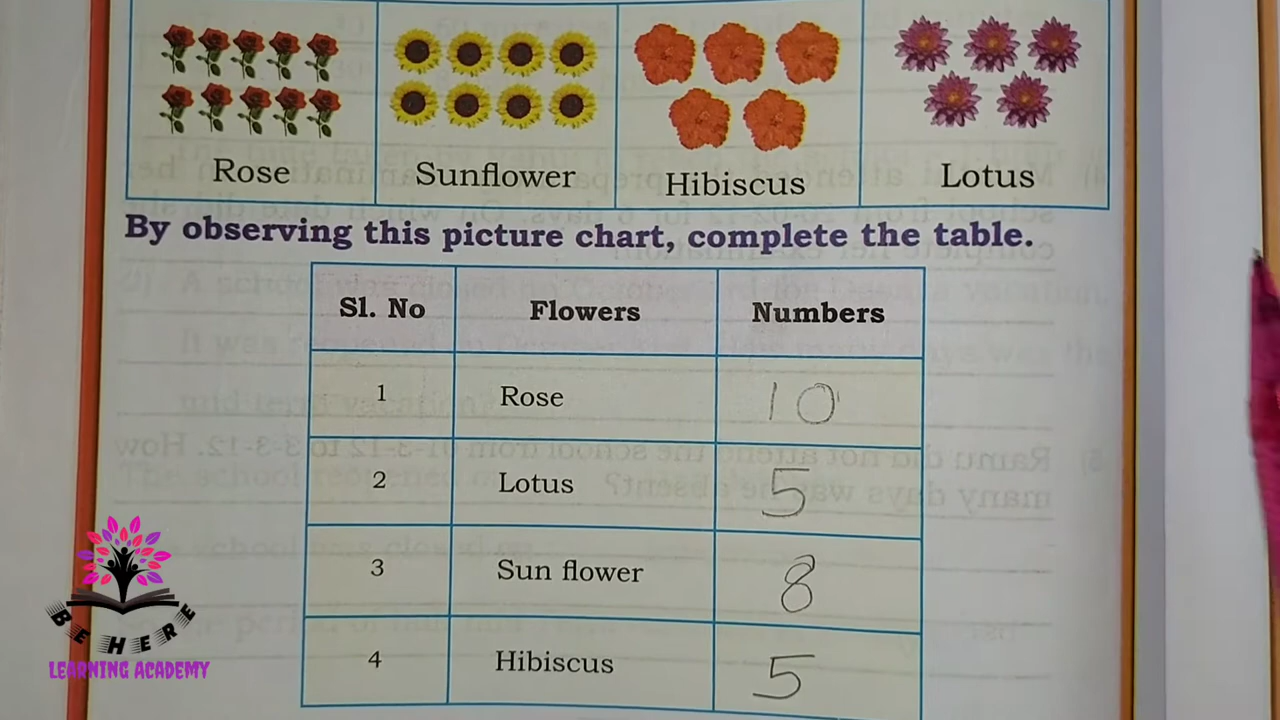 Rose Sunflower Hibiscus Lotus
By observing this picture chart, complete the table.
Sl. No Flowers Numbers
1 Rose 10
2 Lotus 5
3 Sun flower 8
4 Hibiscus 5
BE HERE
LEARNING ACADEMY